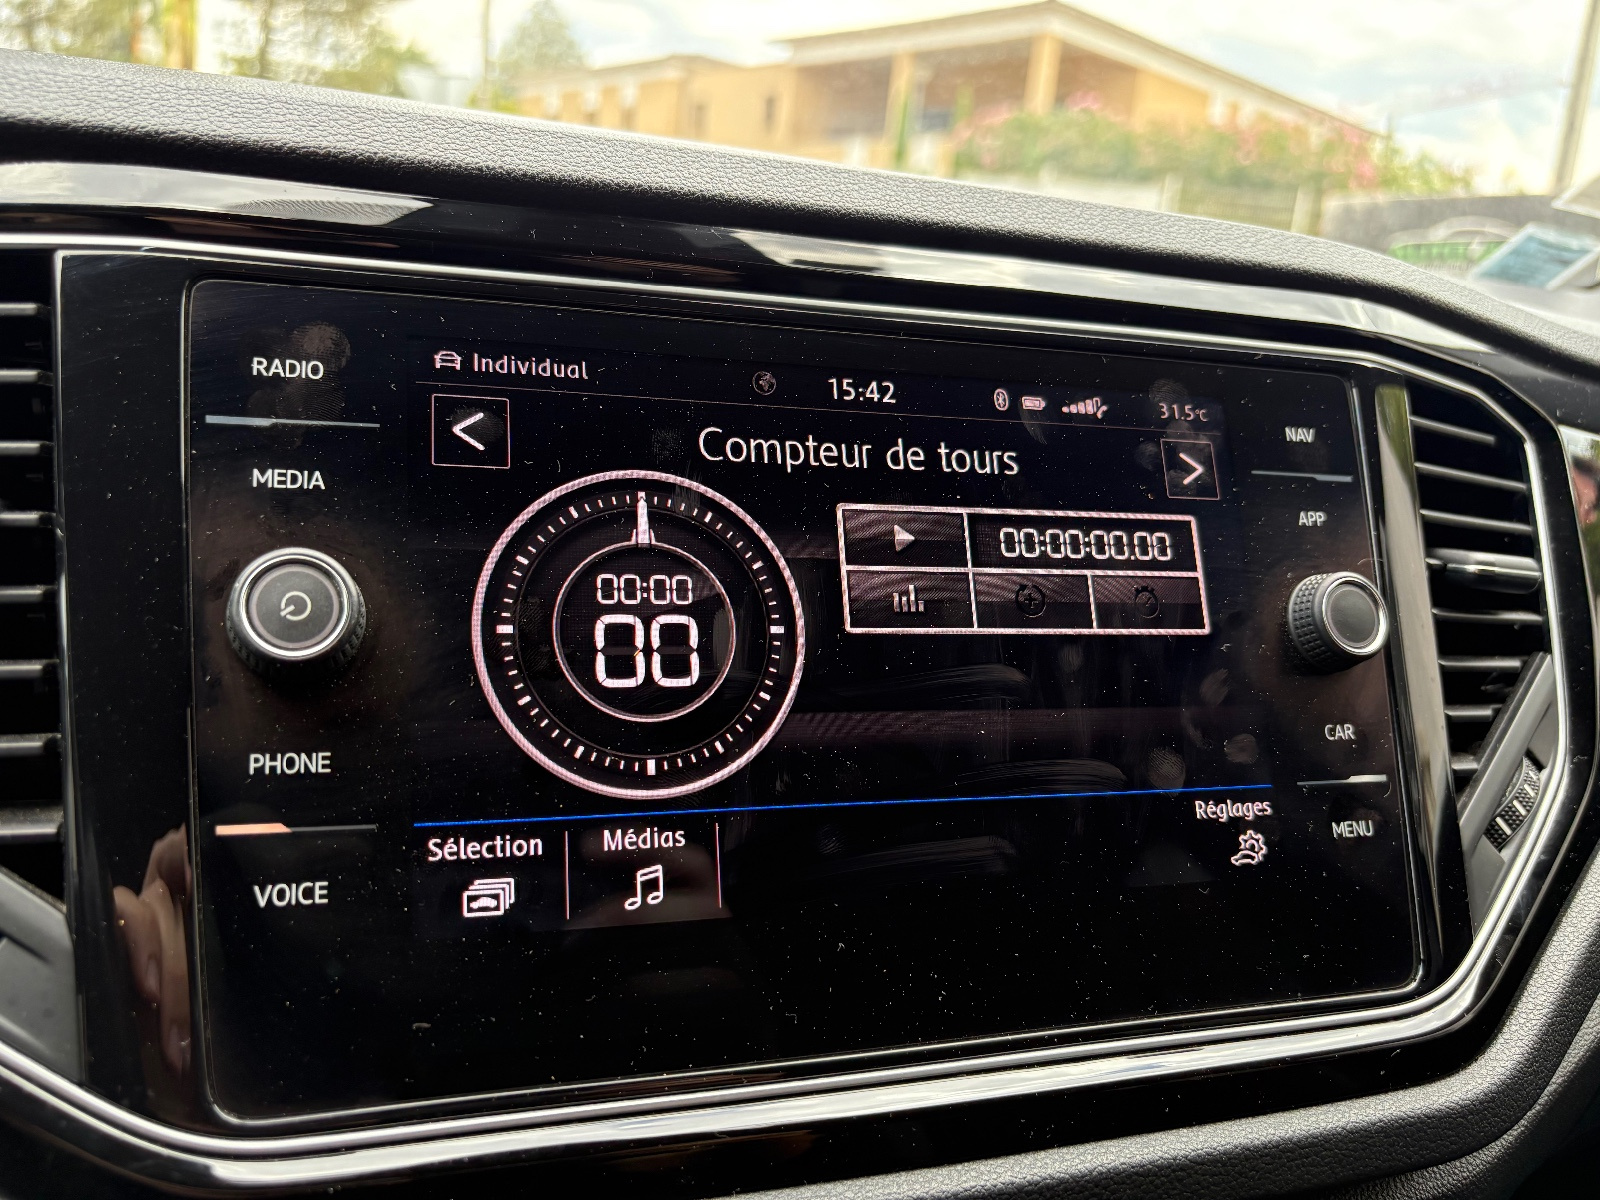 RADIO
MEDIA
PHONE
VOICE
Individual
15:42
31.5°C
Compteur de tours
00:00
00
00:00:00.00
Sélection
Médias
Réglages
NAV
APP
CAR
MENU